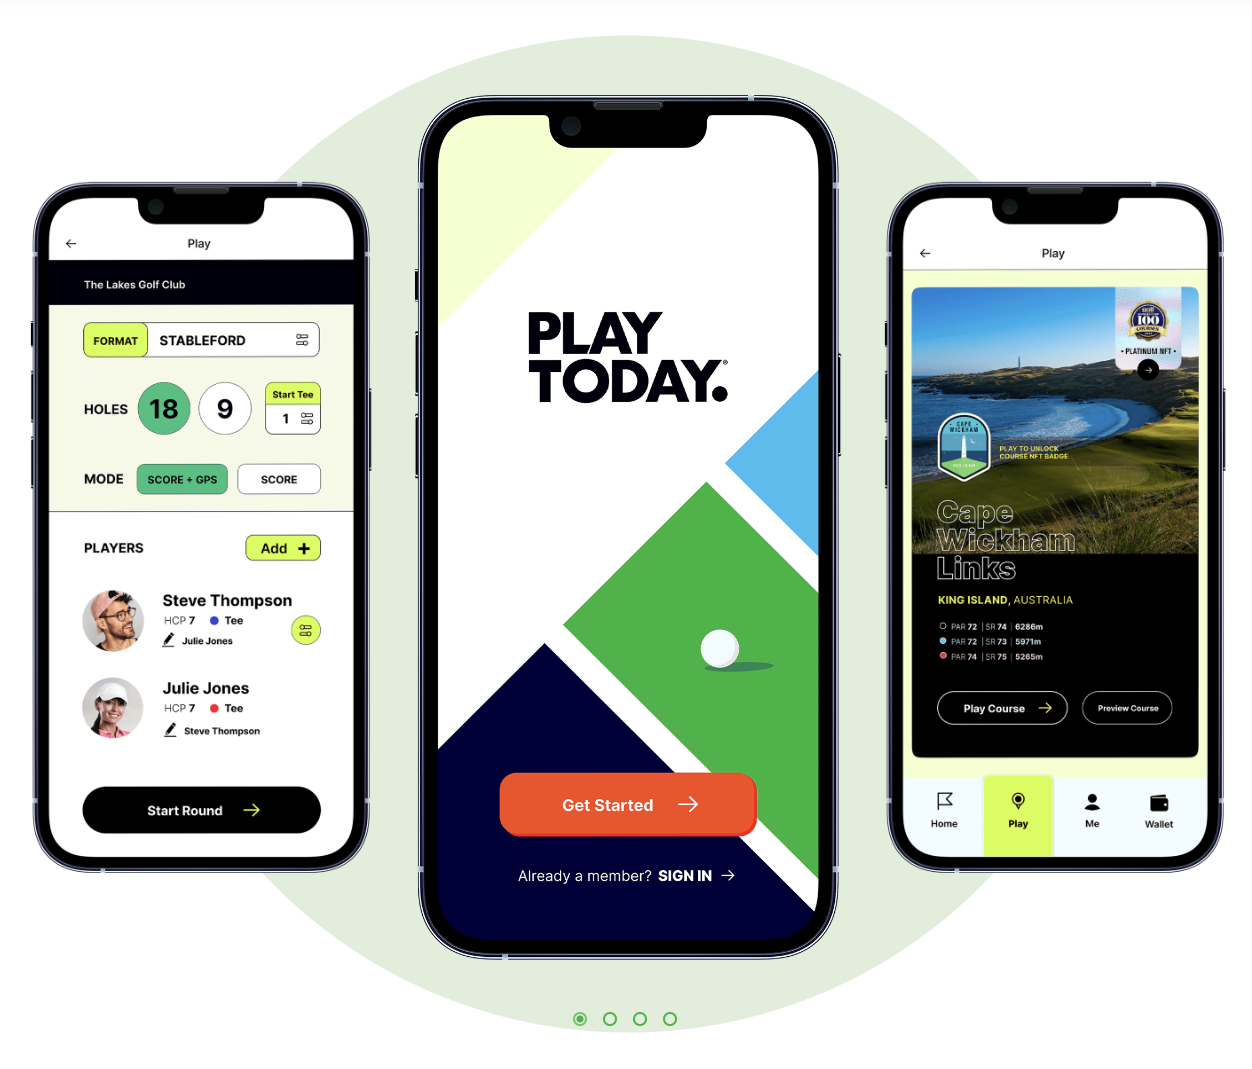 Play
The Lakes Golf Club
FORMAT STABLEFORD
HOLES 18 9 Start Tee
1
MODE SCORE + GPS SCORE
PLAYERS Add +
Steve Thompson
HCP 7 Tee
Julie Jones
Julie Jones
HCP 7 Tee
Steve Thompson
Start Round
PLAY
TODAY.
Get Started
Already a member? SIGN IN
Play
100
COURSES
• PLATINUM NFT •
CAPE
WICKHAM
PLAY TO UNLOCK
COURSE NFT BADGE
Cape
Wickham
Links
KING ISLAND, AUSTRALIA
PAR 72 | SR 74 | 6286m
PAR 72 | SR 73 | 5971m
PAR 74 | SR 75 | 5265m
Play Course
Preview Course
Home Play Me Wallet